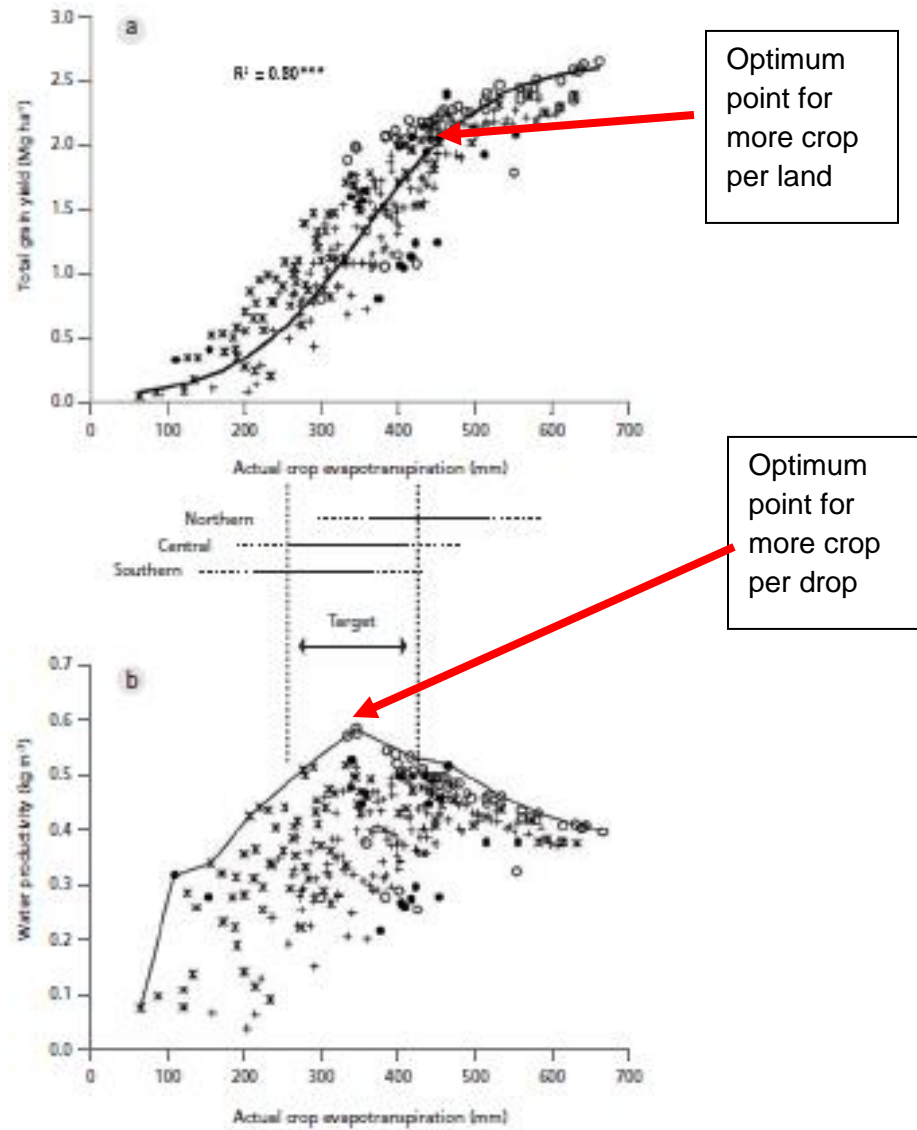 a
R² = 0.80***
Total grain yield (Mg ha⁻¹)
3.0
2.5
2.0
1.5
1.0
0.5
0.0
0 100 200 300 400 500 600 700
Actual crop evapotranspiration (mm)
Optimum
point for
more crop
per land
Northern
Central
Southern
Target
Optimum
point for
more crop
per drop
b
Water productivity (kg m⁻³)
0.7
0.6
0.5
0.4
0.3
0.2
0.1
0.0
0 100 200 300 400 500 600 700
Actual crop evapotranspiration (mm)